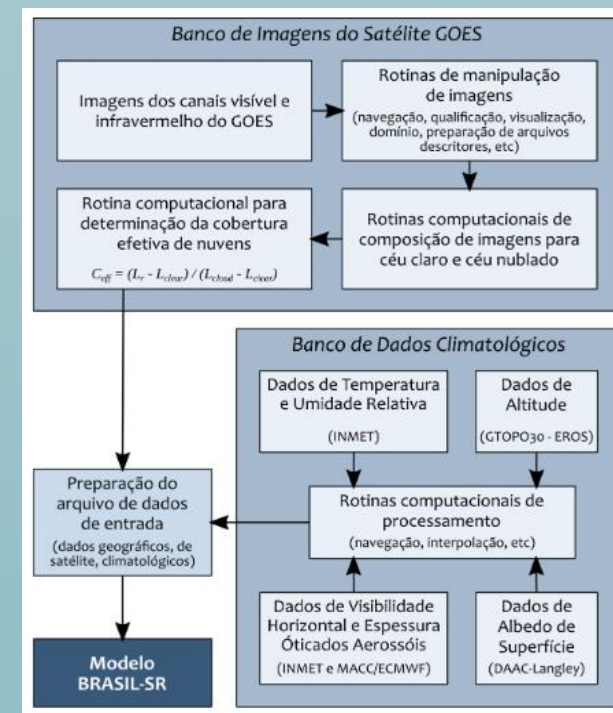 Banco de Imagens do Satélite GOES
Imagens dos canais visível e
infravermelho do GOES
Rotinas de manipulação
de imagens
(navegação, qualificação, visualização,
domínio, preparação de arquivos
descritores, etc)
Rotina computacional para
determinação da cobertura
efetiva de nuvens
C_eff = (L_r - L_clear) / (L_cloud - L_clear)
Rotinas computacionais de
composição de imagens para
céu claro e céu nublado
Banco de Dados Climatológicos
Dados de Temperatura
e Umidade Relativa
(INMET)
Dados de
Altitude
(GTOPO30 - EROS)
Preparação do
arquivo de dados
de entrada
(dados geográficos, de
satélite, climatológicos)
Rotinas computacionais de
processamento
(navegação, interpolação, etc)
Dados de Visibilidade
Horizontal e Espessura
Óticados Aerossóis
(INMET e MACC/ECMWF)
Dados de
Albedo de
Superfície
(DAAC-Langley)
Modelo
BRASIL-SR